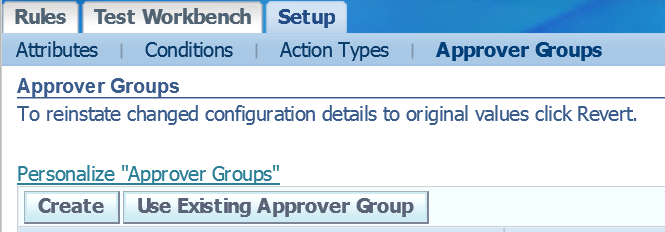 Rules Test Workbench Setup
Attributes | Conditions | Action Types | Approver Groups
Approver Groups
To reinstate changed configuration details to original values click Revert.
Personalize "Approver Groups"
Create Use Existing Approver Group